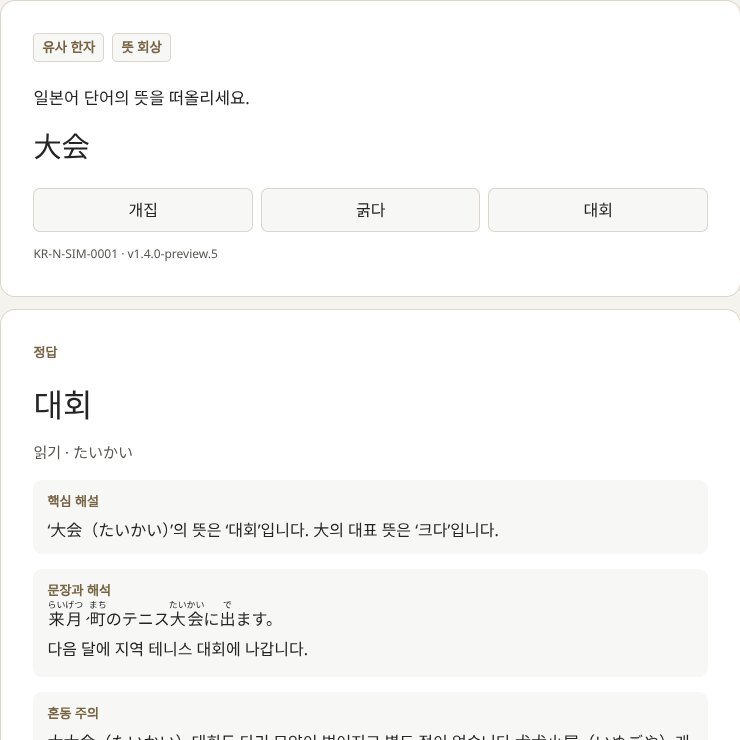 유사 한자
뜻 회상
일본어 단어의 뜻을 떠올리세요.
大会
개집
굵다
대회
KR-N-SIM-0001 · v1.4.0-preview.5
정답
대회
읽기 · たいかい
핵심 해설
‘大会（たいかい）’의 뜻은 ‘대회’입니다. 大의 대표 뜻은 ‘크다’입니다.
문장과 해석
らいげつ まち たいかい で
来月、町のテニス大会に出ます。
다음 달에 지역 테니스 대회에 나갑니다.
혼동 주의